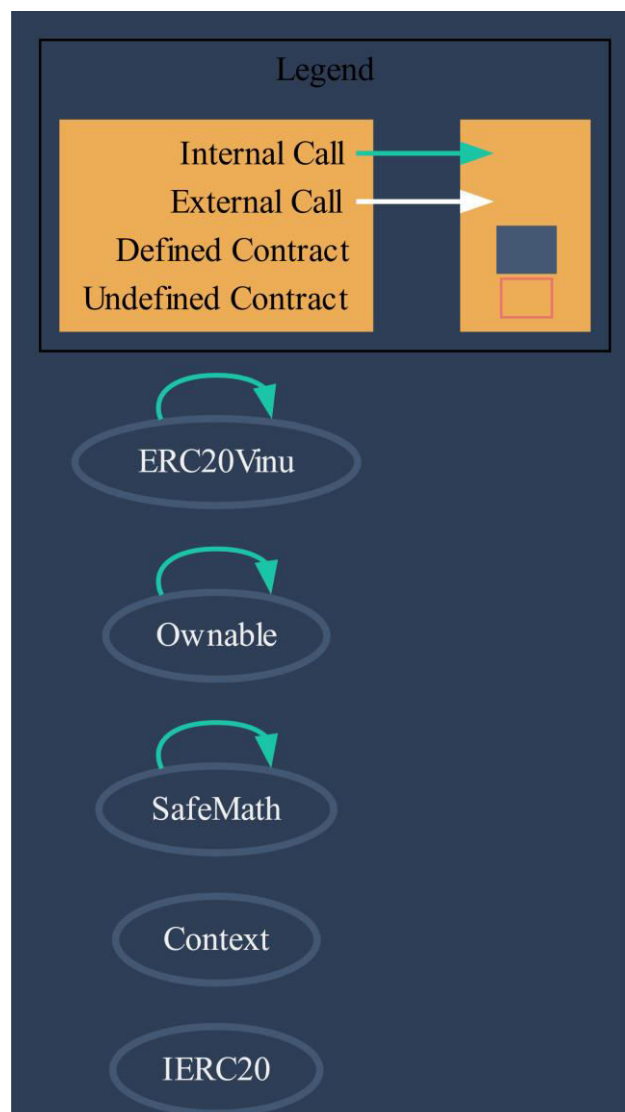 Legend
Internal Call
External Call
Defined Contract
Undefined Contract
ERC20Vinu
Ownable
SafeMath
Context
IERC20